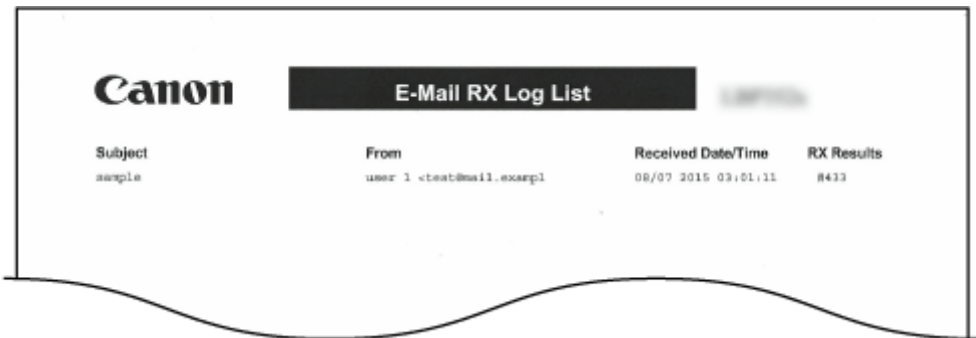 Canon E-Mail RX Log List
Subject From Received Date/Time RX Results
sample user 1 <test@mail.exampl 08/07 2015 03:01:11 #433